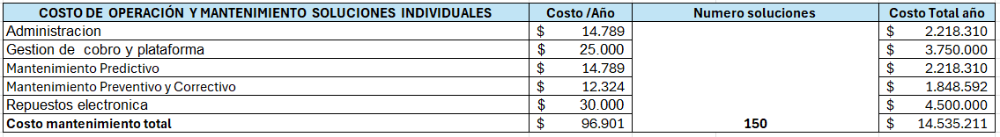 COSTO DE OPERACIÓN Y MANTENIMIENTO SOLUCIONES INDIVIDUALES Costo /Año Numero soluciones Costo Total año
Administracion $ 14.789 $ 2.218.310
Gestion de cobro y plataforma $ 25.000 $ 3.750.000
Mantenimiento Predictivo $ 14.789 $ 2.218.310
Mantenimiento Preventivo y Correctivo $ 12.324 $ 1.848.592
Repuestos electronica $ 30.000 $ 4.500.000
Costo mantenimiento total $ 96.901 150 $ 14.535.211